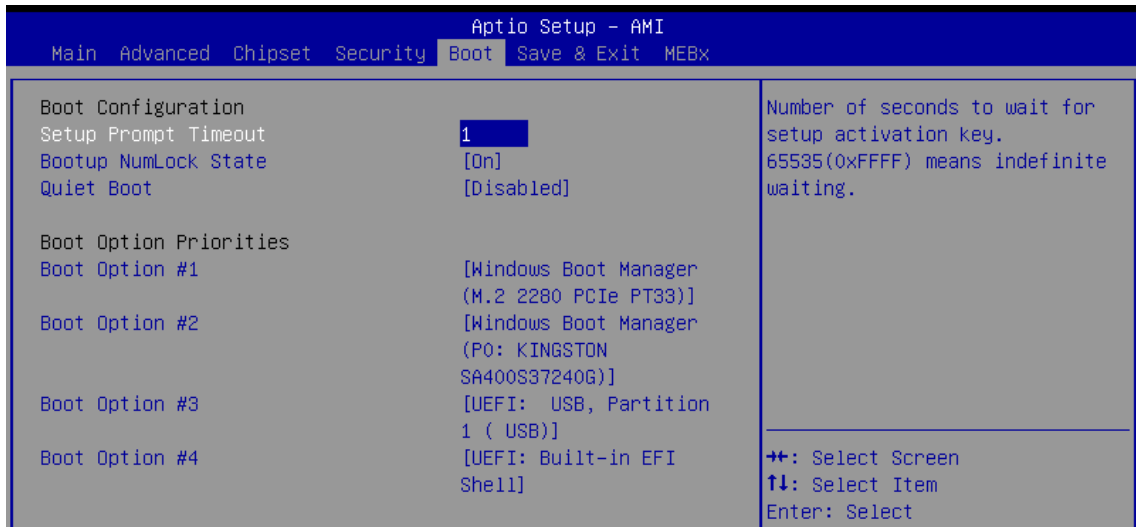 Aptio Setup – AMI
Main Advanced Chipset Security Boot Save & Exit MEBx
Boot Configuration
Setup Prompt Timeout 1
Bootup NumLock State [On]
Quiet Boot [Disabled]
Boot Option Priorities
Boot Option #1 [Windows Boot Manager
(M.2 2280 PCIe PT33)]
Boot Option #2 [Windows Boot Manager
(P0: KINGSTON
SA400S37240G)]
Boot Option #3 [UEFI: USB, Partition
1 ( USB)]
Boot Option #4 [UEFI: Built-in EFI
Shell]
Number of seconds to wait for
setup activation key.
65535(0xFFFF) means indefinite
waiting.
→←: Select Screen
↑↓: Select Item
Enter: Select